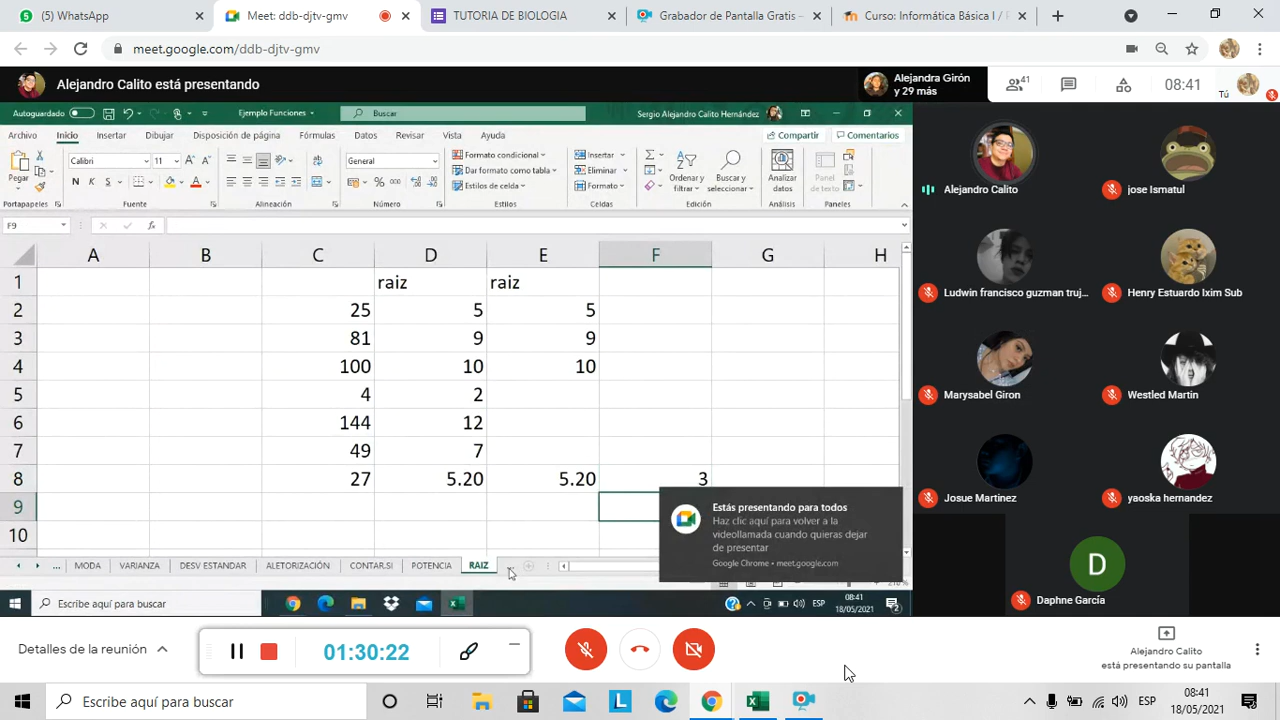 (5) WhatsApp
Meet: ddb-djtv-gmv
TUTORIA DE BIOLOGIA
Grabador de Pantalla Gratis –
Curso: Informática Básica I / P
meet.google.com/ddb-djtv-gmv
Alejandro Calito está presentando
Alejandra Girón
y 29 más
41
08:41
Tú
Autoguardado
Ejemplo Funciones
Buscar
Sergio Alejandro Calito Hernández
Archivo Inicio Insertar Dibujar Disposición de página Fórmulas Datos Revisar Vista Ayuda
Compartir Comentarios
Pegar
Calibri 11
General
Formato condicional
Dar formato como tabla
Estilos de celda
Insertar
Eliminar
Formato
Ordenar y filtrar
Buscar y seleccionar
Analizar datos
Panel de texto
Portapapeles Fuente Alineación Número Estilos Celdas Edición Análisis Paneles
F9
A B C D E F G H
1 raiz raiz
2 25 5 5
3 81 9 9
4 100 10 10
5 4 2
6 144 12
7 49 7
8 27 5.20 5.20 3
9
10
Estás presentando para todos
Haz clic aquí para volver a la
videollamada cuando quieras dejar
de presentar
Google Chrome • meet.google.com
... MODA VARIANZA DESV ESTANDAR ALETORIZACIÓN CONTAR.SI POTENCIA RAIZ
Escribe aquí para buscar
ESP
08:41
18/05/2021
2
Alejandro Calito
jose Ismatul
Ludwin francisco guzman truj...
Henry Estuardo Ixim Sub
Marysabel Giron
Westled Martin
Josue Martinez
yaoska hernandez
D
Daphne García
Detalles de la reunión
01:30:22
Alejandro Calito
está presentando su pantalla
Escribe aquí para buscar
ESP
08:41
18/05/2021